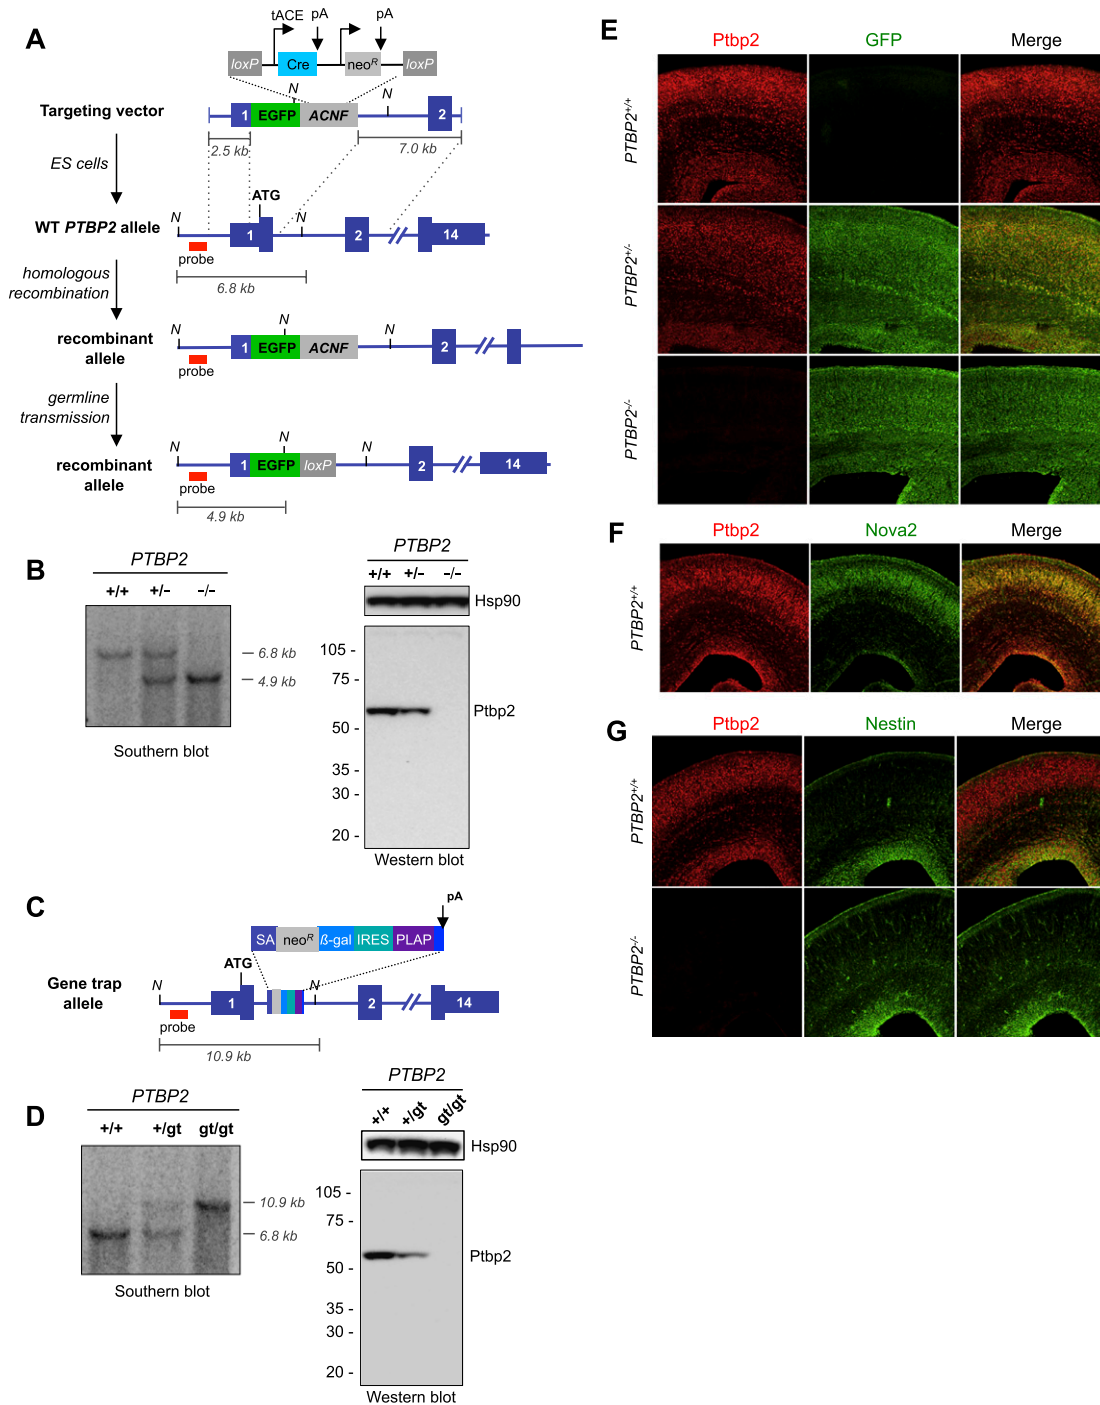 A
tACE pA pA
loxP Cre neoR loxP
N N
Targeting vector 1 EGFP ACNF 2
2.5 kb 7.0 kb
ES cells
ATG
N N
WT PTBP2 allele 1 2 14
probe
6.8 kb
homologous
recombination
N N N
recombinant
allele
1 EGFP ACNF 2
probe
germline
transmission
N N N
recombinant
allele
1 EGFP loxP 2 14
probe
4.9 kb
B
PTBP2
+/+ +/- -/-
6.8 kb
4.9 kb
Southern blot
PTBP2
+/+ +/- -/-
Hsp90
105 -
75 -
Ptbp2
50 -
35 -
30 -
20 -
Western blot
C
pA
SA neoR ß-gal IRES PLAP
ATG
Gene trap
allele
N N
1 2 14
probe
10.9 kb
D
PTBP2
+/+ +/gt gt/gt
10.9 kb
6.8 kb
Southern blot
PTBP2
+/+ +/gt gt/gt
Hsp90
105 -
75 -
Ptbp2
50 -
35 -
30 -
20 -
Western blot
E
Ptbp2 GFP Merge
PTBP2+/+
PTBP2+/-
PTBP2-/-
F
Ptbp2 Nova2 Merge
PTBP2+/+
G
Ptbp2 Nestin Merge
PTBP2+/+
PTBP2-/-